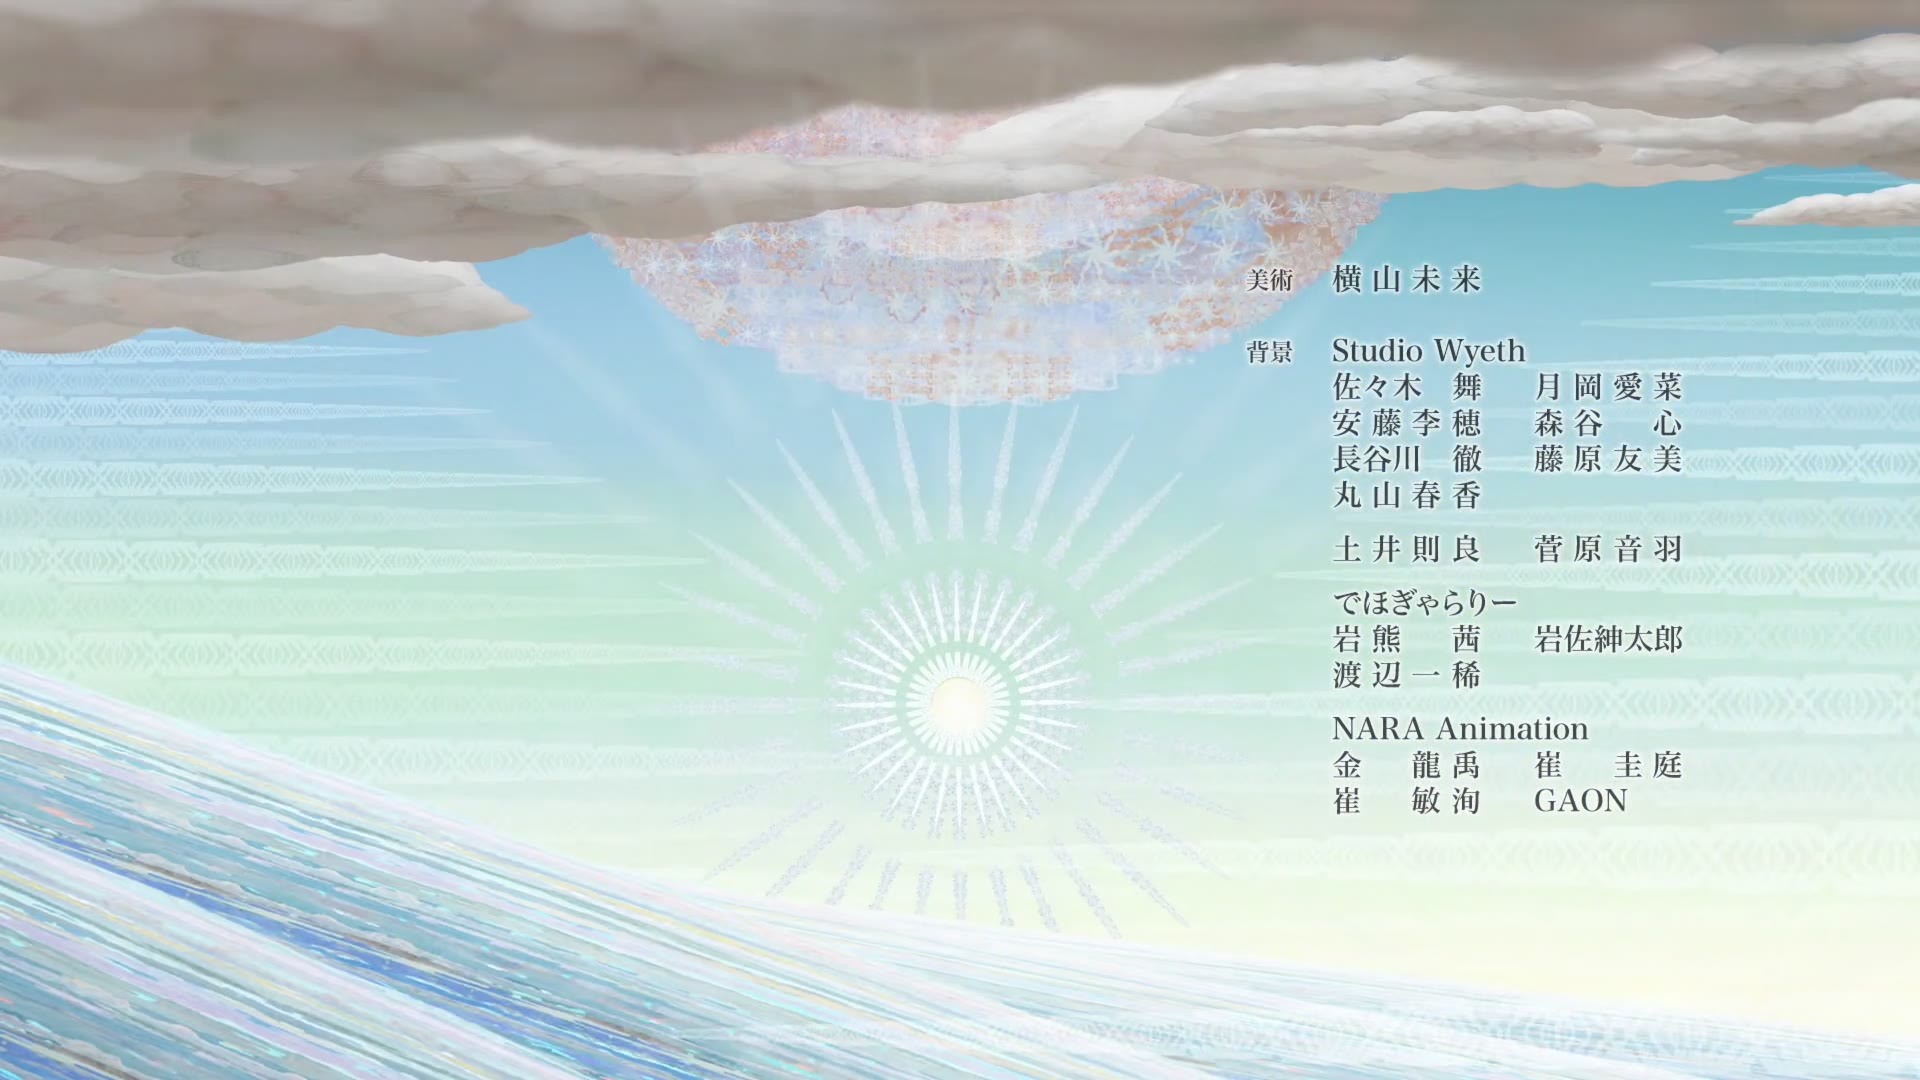 美術 横山未来
背景 Studio Wyeth
佐々木 舞 月岡愛菜
安藤李穂 森谷 心
長谷川 徹 藤原友美
丸山春香
土井則良 菅原音羽
でほぎゃらりー
岩熊 茜 岩佐紳太郎
渡辺一稀
NARA Animation
金 龍禹 崔 圭庭
崔 敏洵 GAON